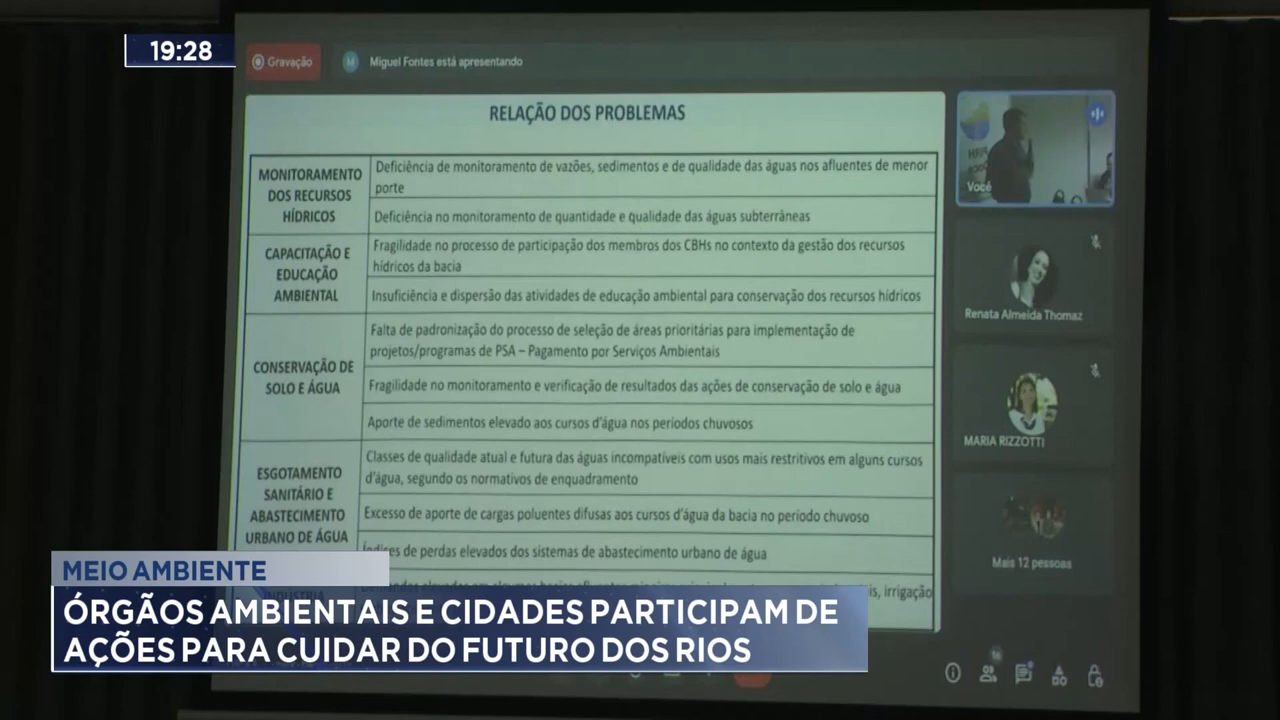 19:28
Gravação
M
Miguel Fontes está apresentando
RELAÇÃO DOS PROBLEMAS
MONITORAMENTO
DOS RECURSOS
HÍDRICOS
Deficiência de monitoramento de vazões, sedimentos e de qualidade das águas nos afluentes de menor
porte
Deficiência no monitoramento de quantidade e qualidade das águas subterrâneas
CAPACITAÇÃO E
EDUCAÇÃO
AMBIENTAL
Fragilidade no processo de participação dos membros dos CBHs no contexto da gestão dos recursos
hídricos da bacia
Insuficiência e dispersão das atividades de educação ambiental para conservação dos recursos hídricos
CONSERVAÇÃO DE
SOLO E ÁGUA
Falta de padronização do processo de seleção de áreas prioritárias para implementação de
projetos/programas de PSA – Pagamento por Serviços Ambientais
Fragilidade no monitoramento e verificação de resultados das ações de conservação de solo e água
Aporte de sedimentos elevado aos cursos d'água nos períodos chuvosos
ESGOTAMENTO
SANITÁRIO E
ABASTECIMENTO
URBANO DE ÁGUA
Classes de qualidade atual e futura das águas incompatíveis com usos mais restritivos em alguns cursos
d'água, segundo os normativos de enquadramento
Excesso de aporte de cargas poluentes difusas aos cursos d'água da bacia no período chuvoso
Índices de perdas elevados dos sistemas de abastecimento urbano de água
irrigação
Você
Renata Almeida Thomaz
MARIA RIZZOTTI
Mais 12 pessoas
MEIO AMBIENTE
ÓRGÃOS AMBIENTAIS E CIDADES PARTICIPAM DE
AÇÕES PARA CUIDAR DO FUTURO DOS RIOS